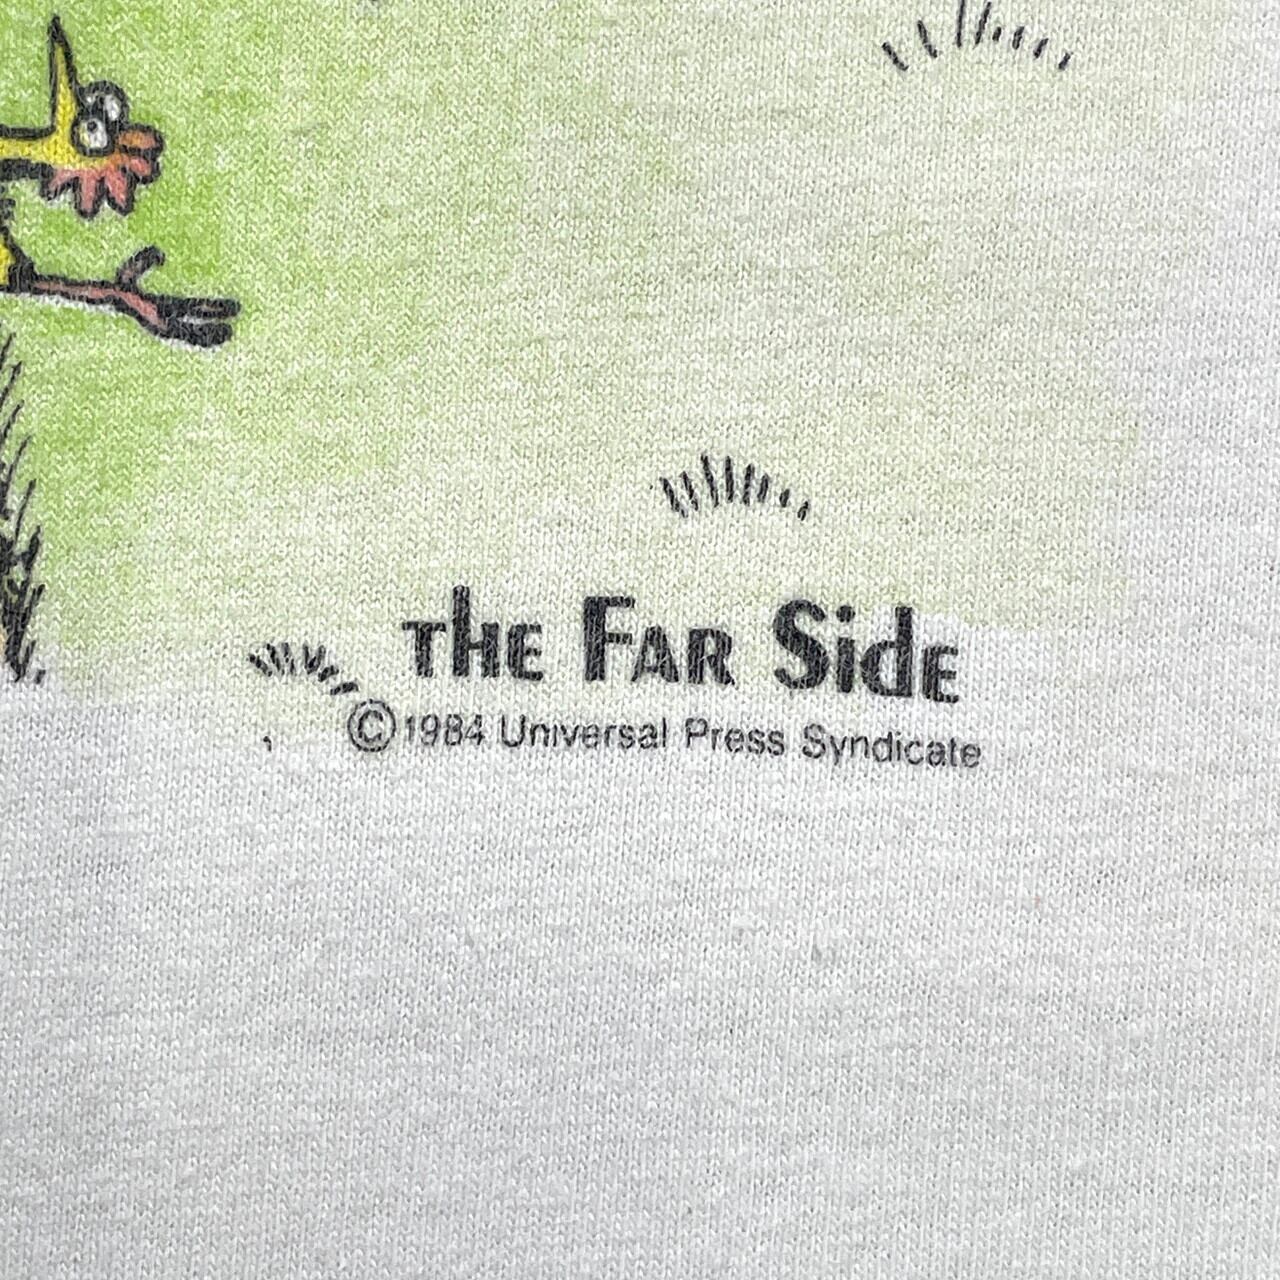 THE FAR SidE
©1984 Universal Press Syndicate